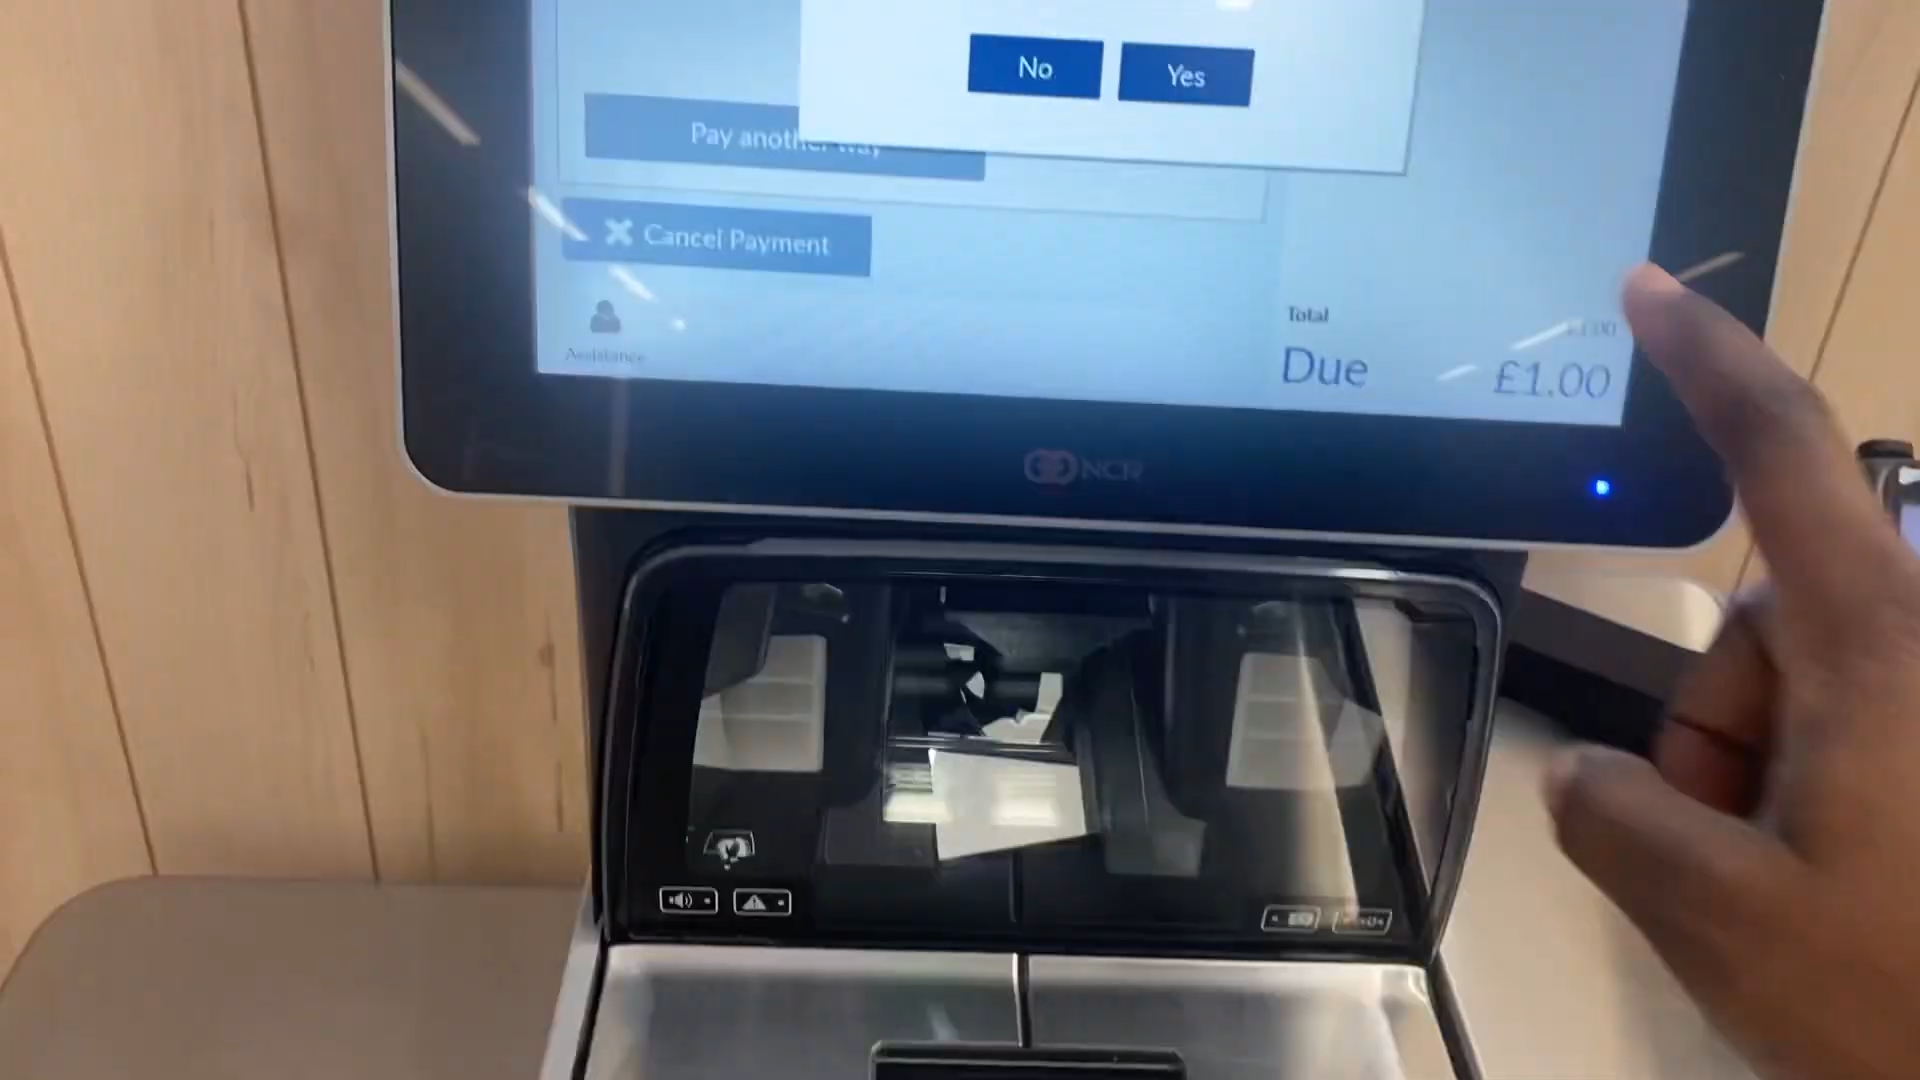 No
Yes
Pay another way
Cancel Payment
Assistance
Total
£1.00
Due
£1.00
NCR